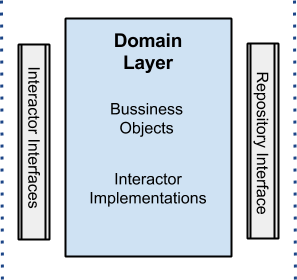 Domain
Layer
Interactor Interfaces
Bussiness
Objects
Interactor
Implementations
Repository Interface